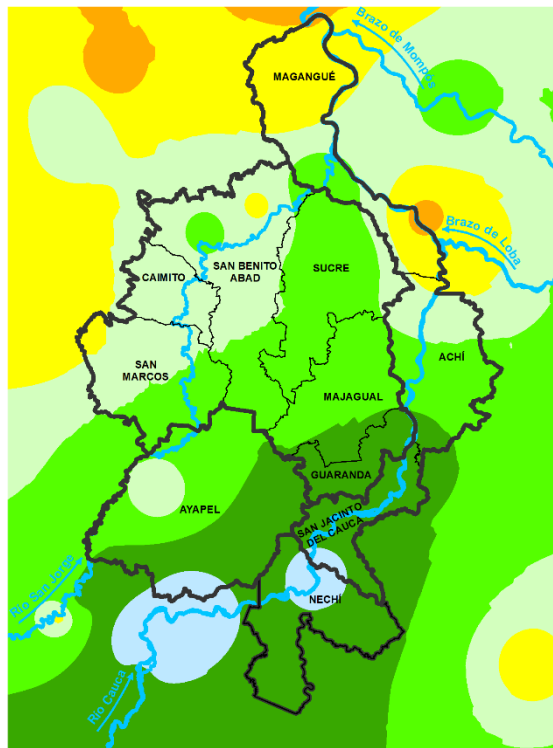 Brazo de Mompós
MAGANGUÉ
Brazo de Loba
SAN BENITO
ABAD
SUCRE
CAIMITO
SAN
MARCOS
ACHÍ
MAJAGUAL
GUARANDA
AYAPEL
SAN JACINTO
DEL CAUCA
NECHÍ
Río San Jorge
Río Cauca